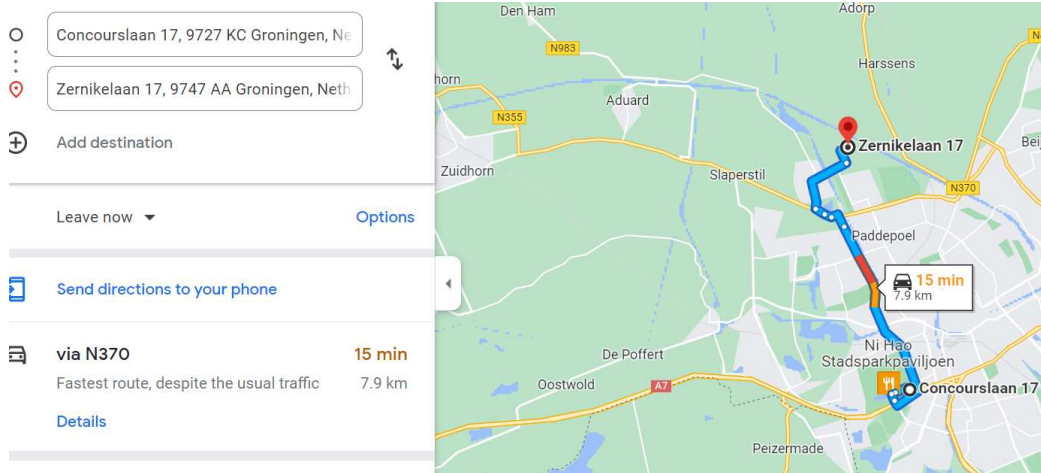 Concourslaan 17, 9727 KC Groningen, Ne
Zernikelaan 17, 9747 AA Groningen, Neth
Add destination
Leave now
Options
Send directions to your phone
via N370
15 min
Fastest route, despite the usual traffic
7.9 km
Details
Den Ham
Adorp
N983
N
Harssens
horn
Aduard
N355
Zernikelaan 17
Bei
Zuidhorn
Slaperstil
N370
Paddepoel
15 min
7.9 km
Ni Hao
Stadsparkpaviljoen
De Poffert
Oostwold
A7
Concourslaan 17
Peizermade